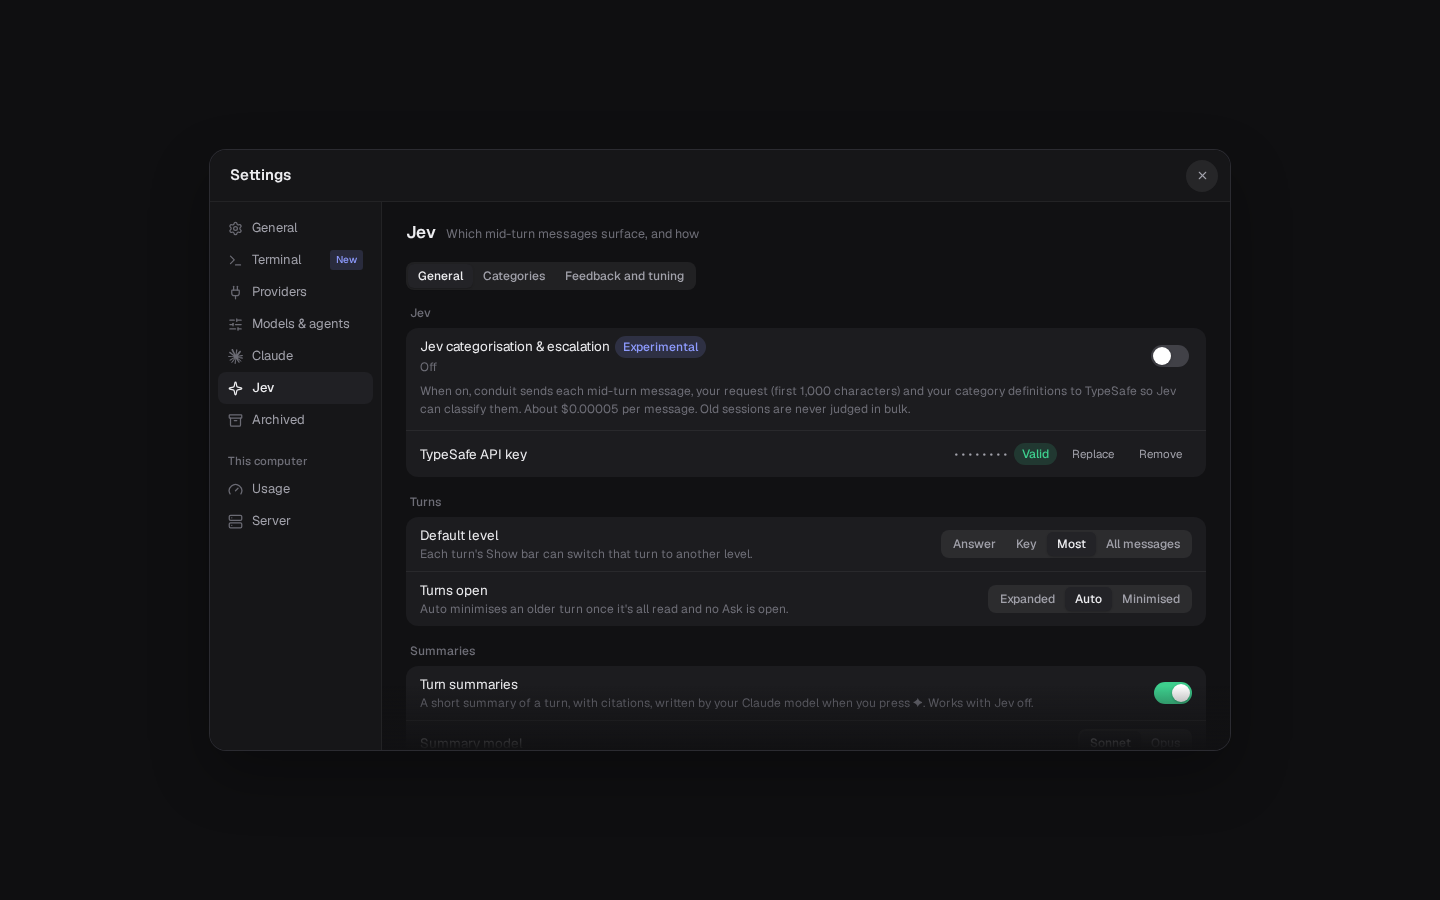 Settings
General
Terminal New
Providers
Models & agents
Claude
Jev
Archived
This computer
Usage
Server
Jev Which mid-turn messages surface, and how
General Categories Feedback and tuning
Jev
Jev categorisation & escalation Experimental
Off
When on, conduit sends each mid-turn message, your request (first 1,000 characters) and your category definitions to TypeSafe so Jev
can classify them. About $0.00005 per message. Old sessions are never judged in bulk.
TypeSafe API key •••••••• Valid Replace Remove
Turns
Default level
Each turn's Show bar can switch that turn to another level.
Answer Key Most All messages
Turns open
Auto minimises an older turn once it's all read and no Ask is open.
Expanded Auto Minimised
Summaries
Turn summaries
A short summary of a turn, with citations, written by your Claude model when you press ✦. Works with Jev off.
Summary model Sonnet Opus